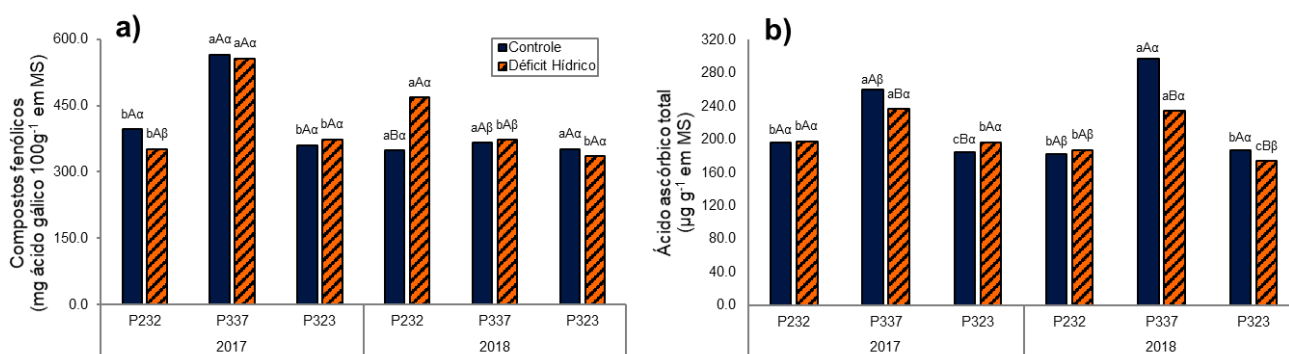 a)
Compostos fenólicos
(mg ácido gálico 100g⁻¹ em MS)
600.0
450.0
300.0
150.0
0.0
Controle
Déficit Hídrico
bAα bAβ aAα aAα bAα bAα aBα aAα aAβ bAβ aAα bAα
P232 P337 P323 P232 P337 P323
2017 2018
b)
Ácido ascórbico total
(µg g⁻¹ em MS)
320.0
280.0
240.0
200.0
160.0
120.0
80.0
40.0
0.0
bAα bAα aAβ aBα cBα bAα bAβ bAβ aAα aBα bAα cBβ
P232 P337 P323 P232 P337 P323
2017 2018